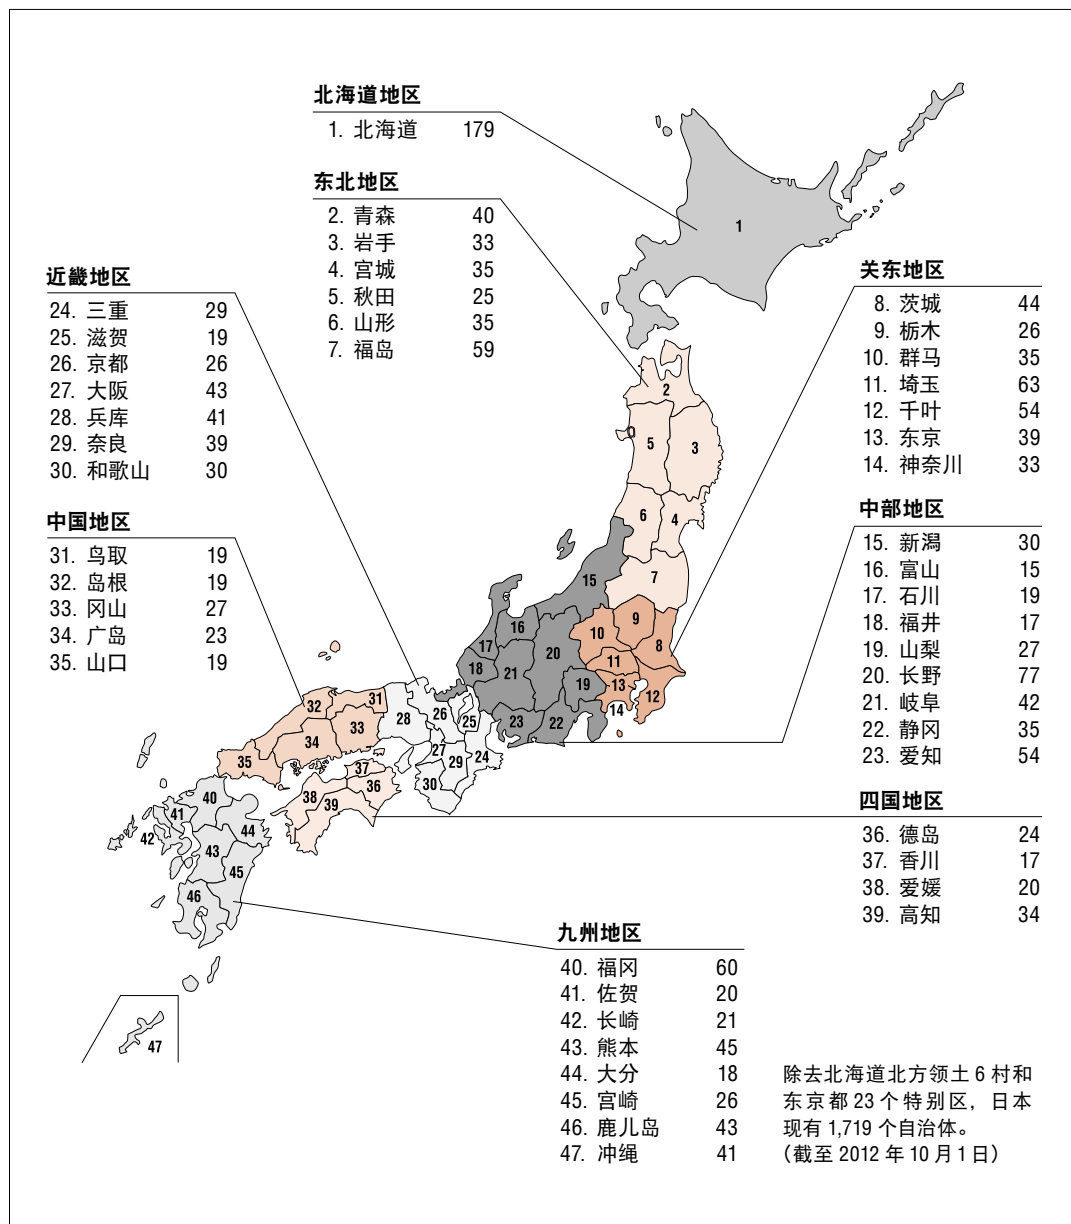 北海道地区
1. 北海道 179
东北地区
2. 青森 40
3. 岩手 33
4. 宫城 35
5. 秋田 25
6. 山形 35
7. 福岛 59
近畿地区
24. 三重 29
25. 滋贺 19
26. 京都 26
27. 大阪 43
28. 兵库 41
29. 奈良 39
30. 和歌山 30
中国地区
31. 鸟取 19
32. 岛根 19
33. 冈山 27
34. 广岛 23
35. 山口 19
关东地区
8. 茨城 44
9. 栃木 26
10. 群马 35
11. 埼玉 63
12. 千叶 54
13. 东京 39
14. 神奈川 33
中部地区
15. 新潟 30
16. 富山 15
17. 石川 19
18. 福井 17
19. 山梨 27
20. 长野 77
21. 岐阜 42
22. 静冈 35
23. 爱知 54
四国地区
36. 德岛 24
37. 香川 17
38. 爱媛 20
39. 高知 34
九州地区
40. 福冈 60
41. 佐贺 20
42. 长崎 21
43. 熊本 45
44. 大分 18
45. 宫崎 26
46. 鹿儿岛 43
47. 冲绳 41
除去北海道北方领土 6 村和
东京都 23 个特别区，日本
现有 1,719 个自治体。
（截至 2012 年 10 月 1 日）
1
2
5
3
6
4
15
7
9
10
8
16
17
20
11
18
21
19
13
12
14
31
32
28
26
25
23
22
33
34
27
29
24
35
37
36
30
38
39
40
41
42
44
43
45
46
47